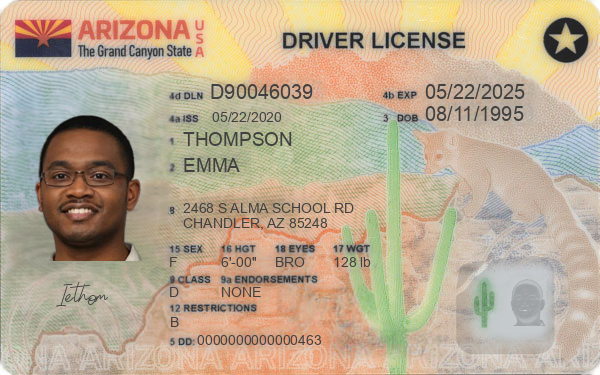 ARIZONA USA
The Grand Canyon State
DRIVER LICENSE
4d DLN D90046039 4b EXP 05/22/2025
4a ISS 05/22/2020 3 DOB 08/11/1995
1 THOMPSON
2 EMMA
8 2468 S ALMA SCHOOL RD
CHANDLER, AZ 85248
15 SEX 16 HGT 18 EYES 17 WGT
F 6'-00" BRO 128 lb
9 CLASS 9a ENDORSEMENTS
D NONE
12 RESTRICTIONS
B
5 DD: 0000000000000463
ARIZONA ARIZONA ARIZONA ARIZONA